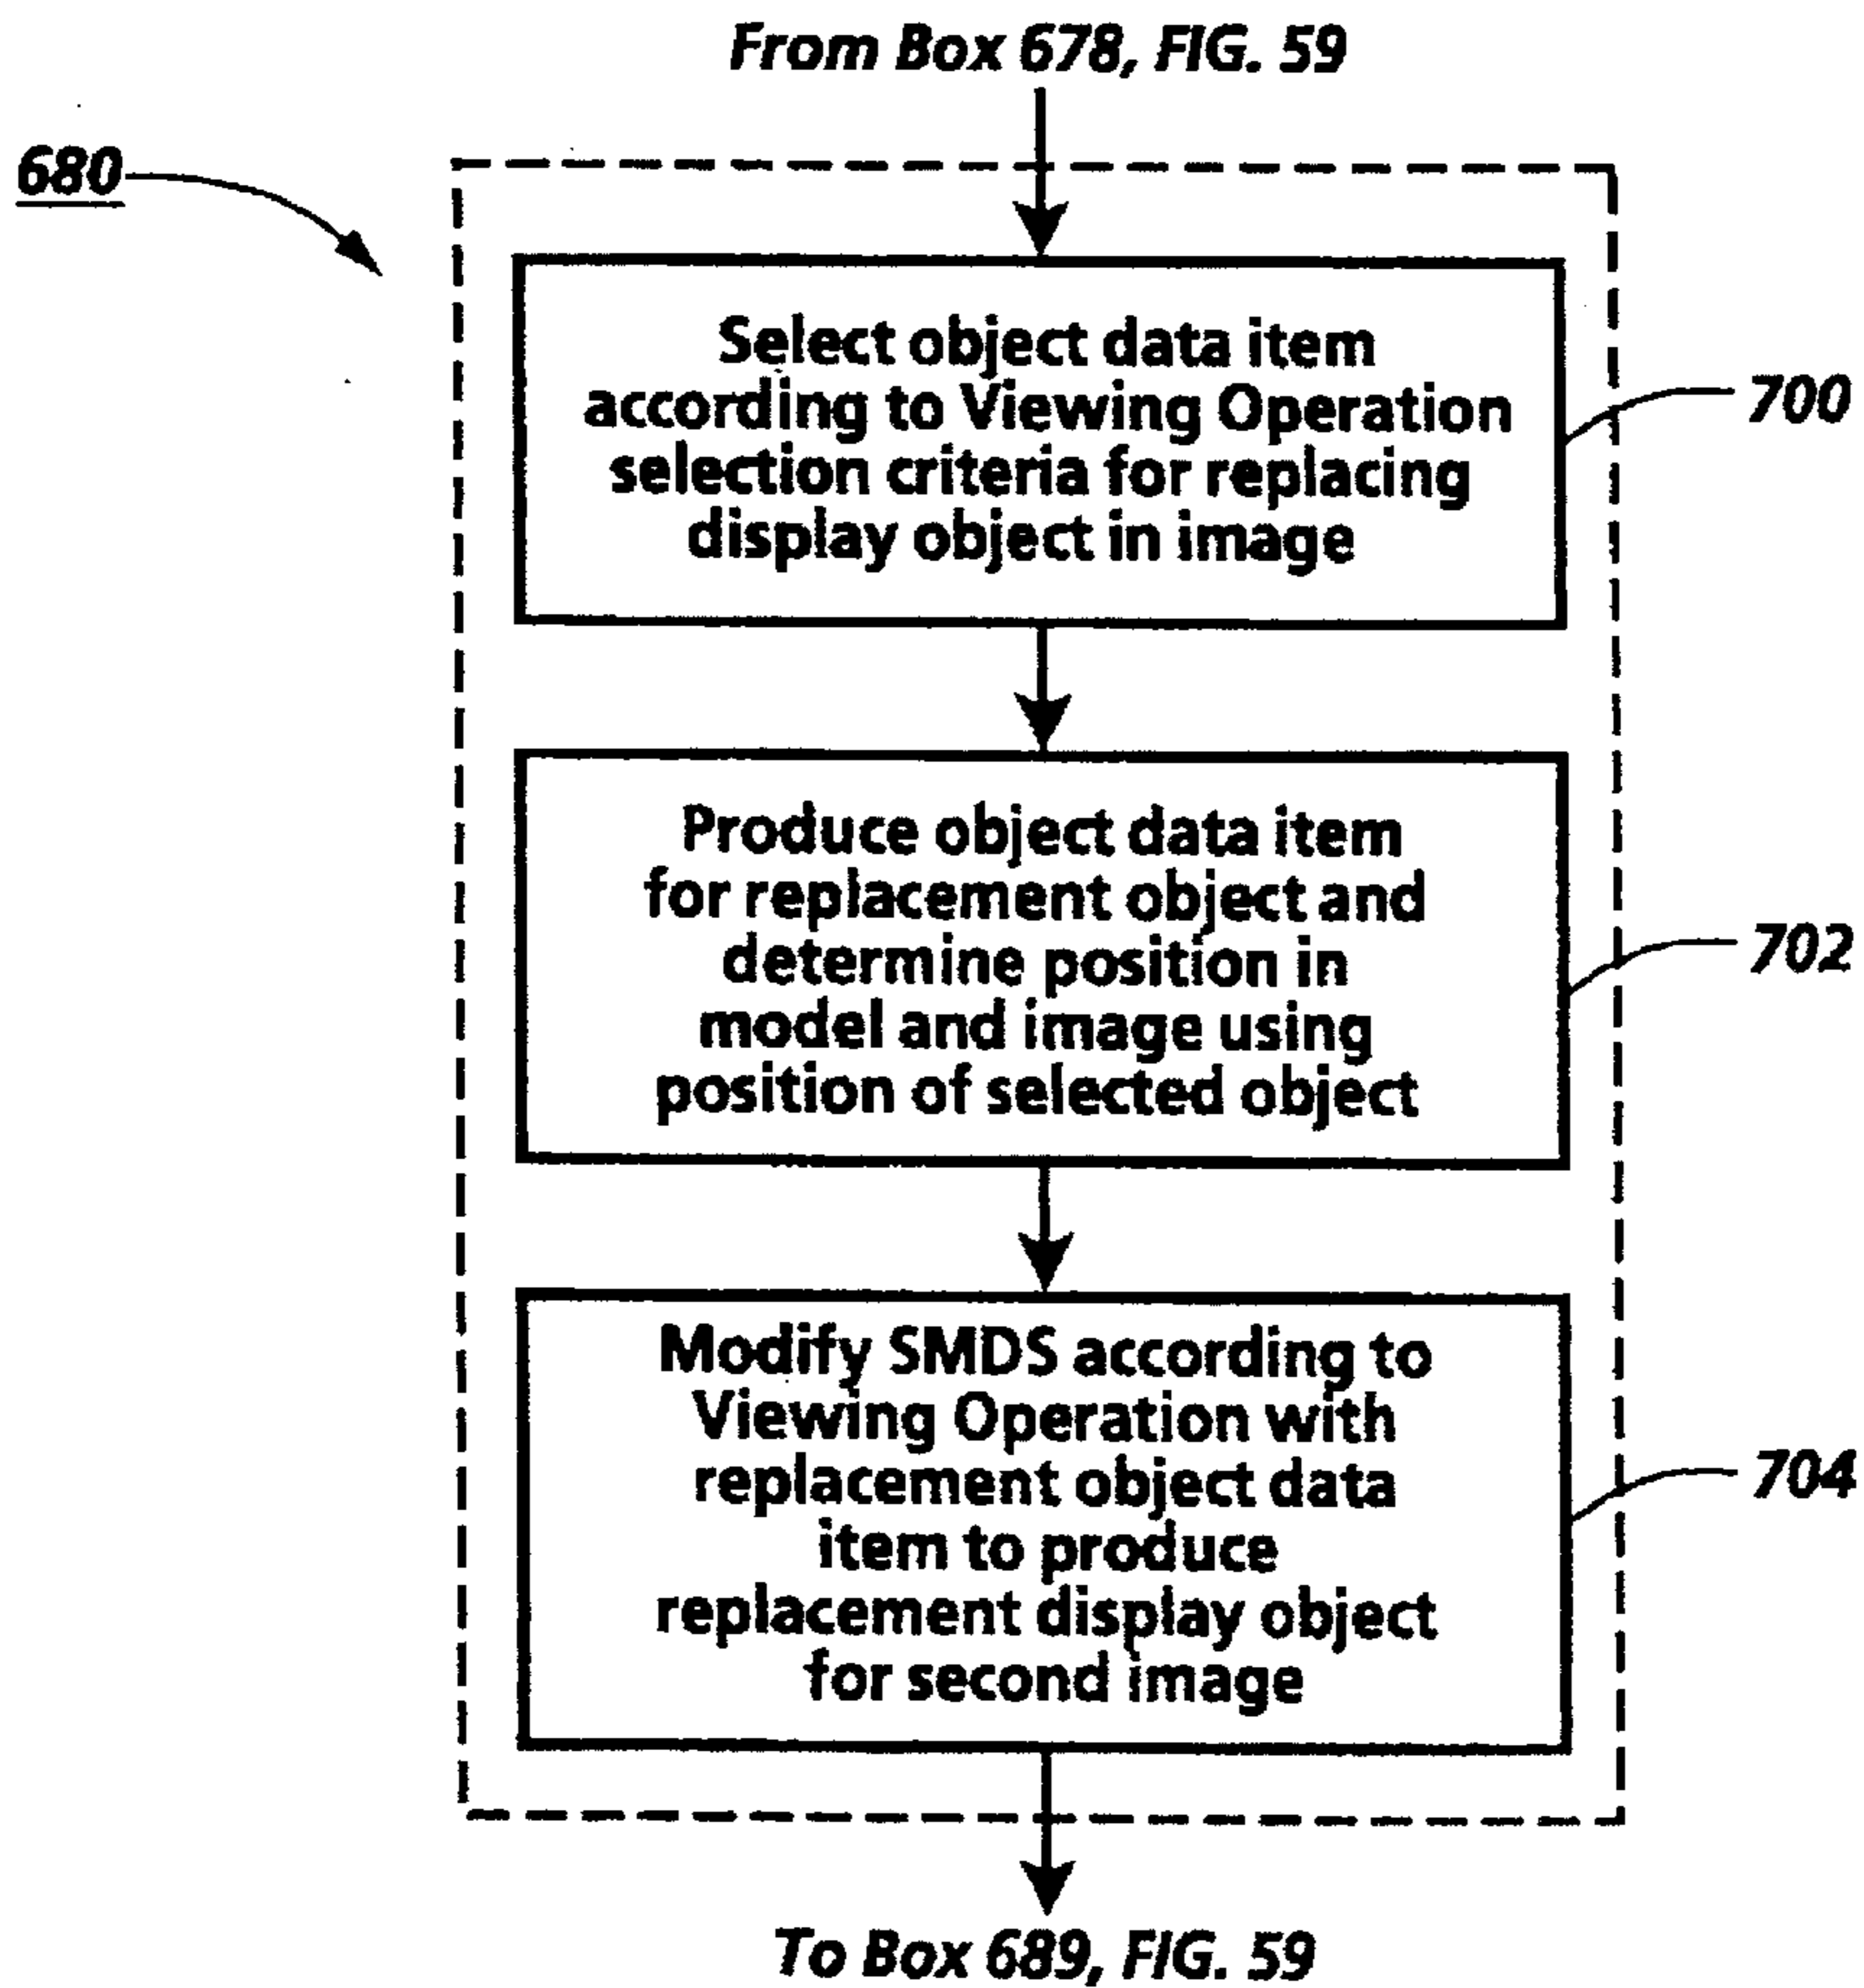 From Box 678, FIG. 59
680
Select object data item
according to Viewing Operation
selection criteria for replacing
display object in image
700
Produce object data item
for replacement object and
determine position in
model and image using
position of selected object
702
Modify SMDS according to
Viewing Operation with
replacement object data
item to produce
replacement display object
for second image
704
To Box 689, FIG. 59